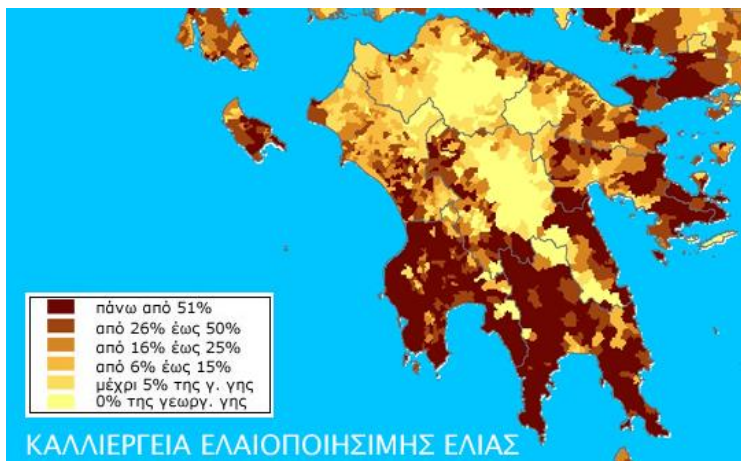 πάνω από 51%
από 26% έως 50%
από 16% έως 25%
από 6% έως 15%
μέχρι 5% της γ. γης
0% της γεωργ. γης
ΚΑΛΛΙΕΡΓΕΙΑ ΕΛΑΙΟΠΟΙΗΣΙΜΗΣ ΕΛΙΑΣ